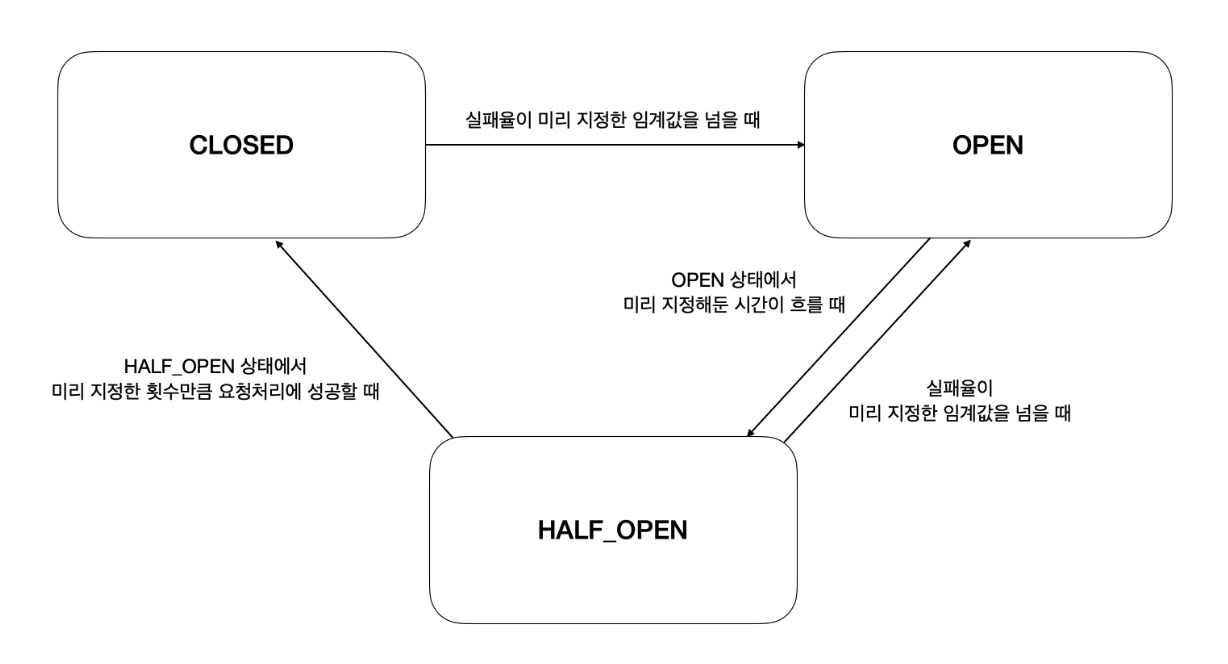 실패율이 미리 지정한 임계값을 넘을 때
CLOSED
OPEN
OPEN 상태에서
미리 지정해둔 시간이 흐를 때
HALF_OPEN 상태에서
미리 지정한 횟수만큼 요청처리에 성공할 때
실패율이
미리 지정한 임계값을 넘을 때
HALF_OPEN